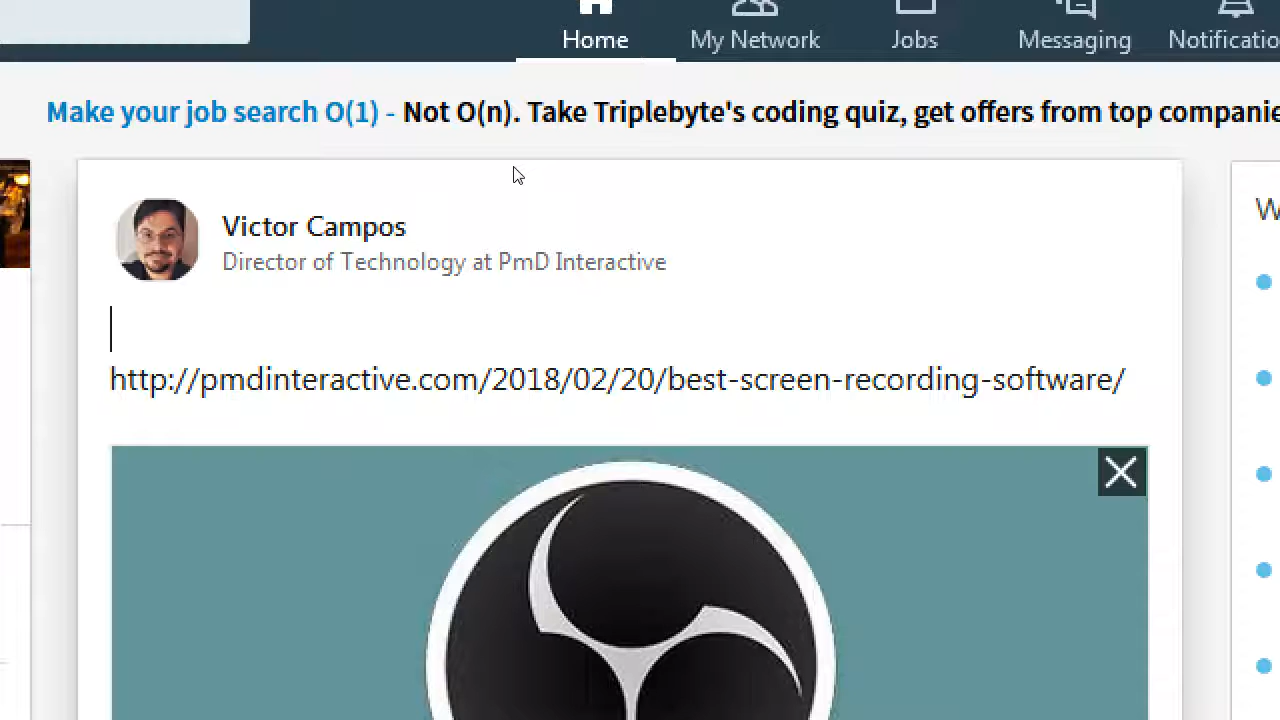 Home
My Network
Jobs
Messaging
Make your job search O(1) - Not O(n). Take Triplebyte's coding quiz, get offers from top
Victor Campos
Director of Technology at PmD Interactive
http://pmdinteractive.com/2018/02/20/best-screen-recording-software/